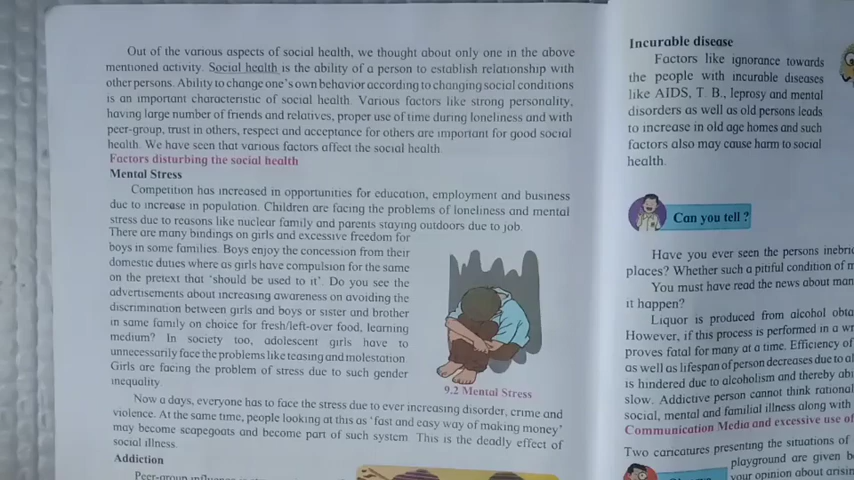 Out of the various aspects of social health, we thought about only one in the above
mentioned activity. Social health is the ability of a person to establish relationship with
other persons. Ability to change one's own behavior according to changing social conditions
is an important characteristic of social health. Various factors like strong personality,
having large number of friends and relatives, proper use of time during loneliness and with
peer-group, trust in others, respect and acceptance for others are important for good social
health. We have seen that various factors affect the social health.
Factors disturbing the social health
Mental Stress
Competition has increased in opportunities for education, employment and business
due to increase in population. Children are facing the problems of loneliness and mental
stress due to reasons like nuclear family and parents staying outdoors due to job.
There are many bindings on girls and excessive freedom for
boys in some families. Boys enjoy the concession from their
domestic duties where as girls have compulsion for the same
on the pretext that 'should be used to it'. Do you see the
advertisements about increasing awareness on avoiding the
discrimination between girls and boys or sister and brother
in same family on choice for fresh/left-over food, learning
medium? In society too, adolescent girls have to
unnecessarily face the problems like teasing and molestation.
Girls are facing the problem of stress due to such gender
inequality.
9.2 Mental Stress
Now a days, everyone has to face the stress due to ever increasing disorder, crime and
violence. At the same time, people looking at this as 'fast and easy way of making money'
may become scapegoats and become part of such system. This is the deadly effect of
social illness.
Addiction
Peer-group
Incurable disease
Factors like ignorance towards
the people with incurable diseases
like AIDS, T. B., leprosy and mental
disorders as well as old persons leads
to increase in old age homes and such
factors also may cause harm to social
health.
Can you tell ?
Have you ever seen the persons
places? Whether such a pitiful condition of
You must have read the news about
it happen?
Liquor is produced from alcohol
However, if this process is performed in a
proves fatal for many at a time. Efficiency of
as well as lifespan of person decreases due to
is hindered due to alcoholism and thereby
slow. Addictive person cannot think
social, mental and familial illness along with
Communication Media and excessive use of
Two caricatures presenting the situations of
playground are given
your opinion about